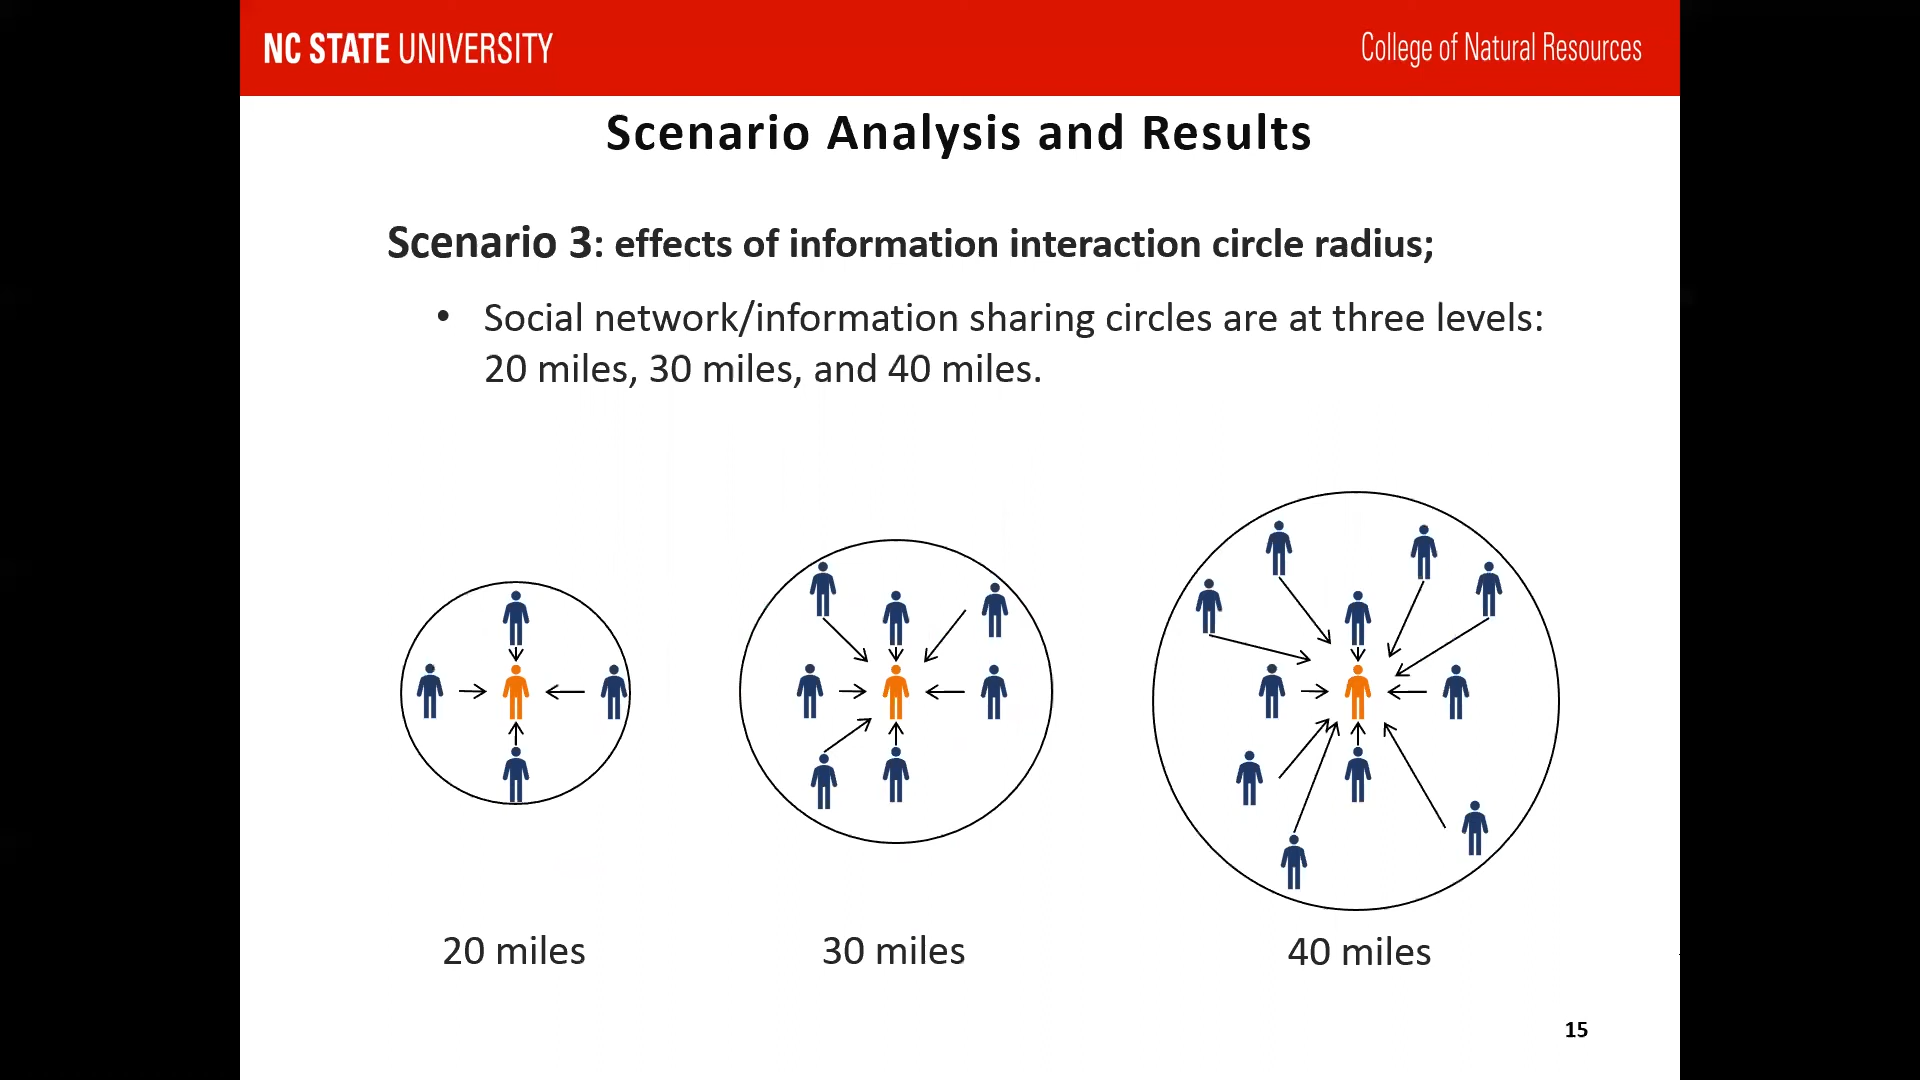 NC STATE UNIVERSITY
College of Natural Resources
Scenario Analysis and Results
Scenario 3: effects of information interaction circle radius;
• Social network/information sharing circles are at three levels:
20 miles, 30 miles, and 40 miles.
20 miles
30 miles
40 miles
15